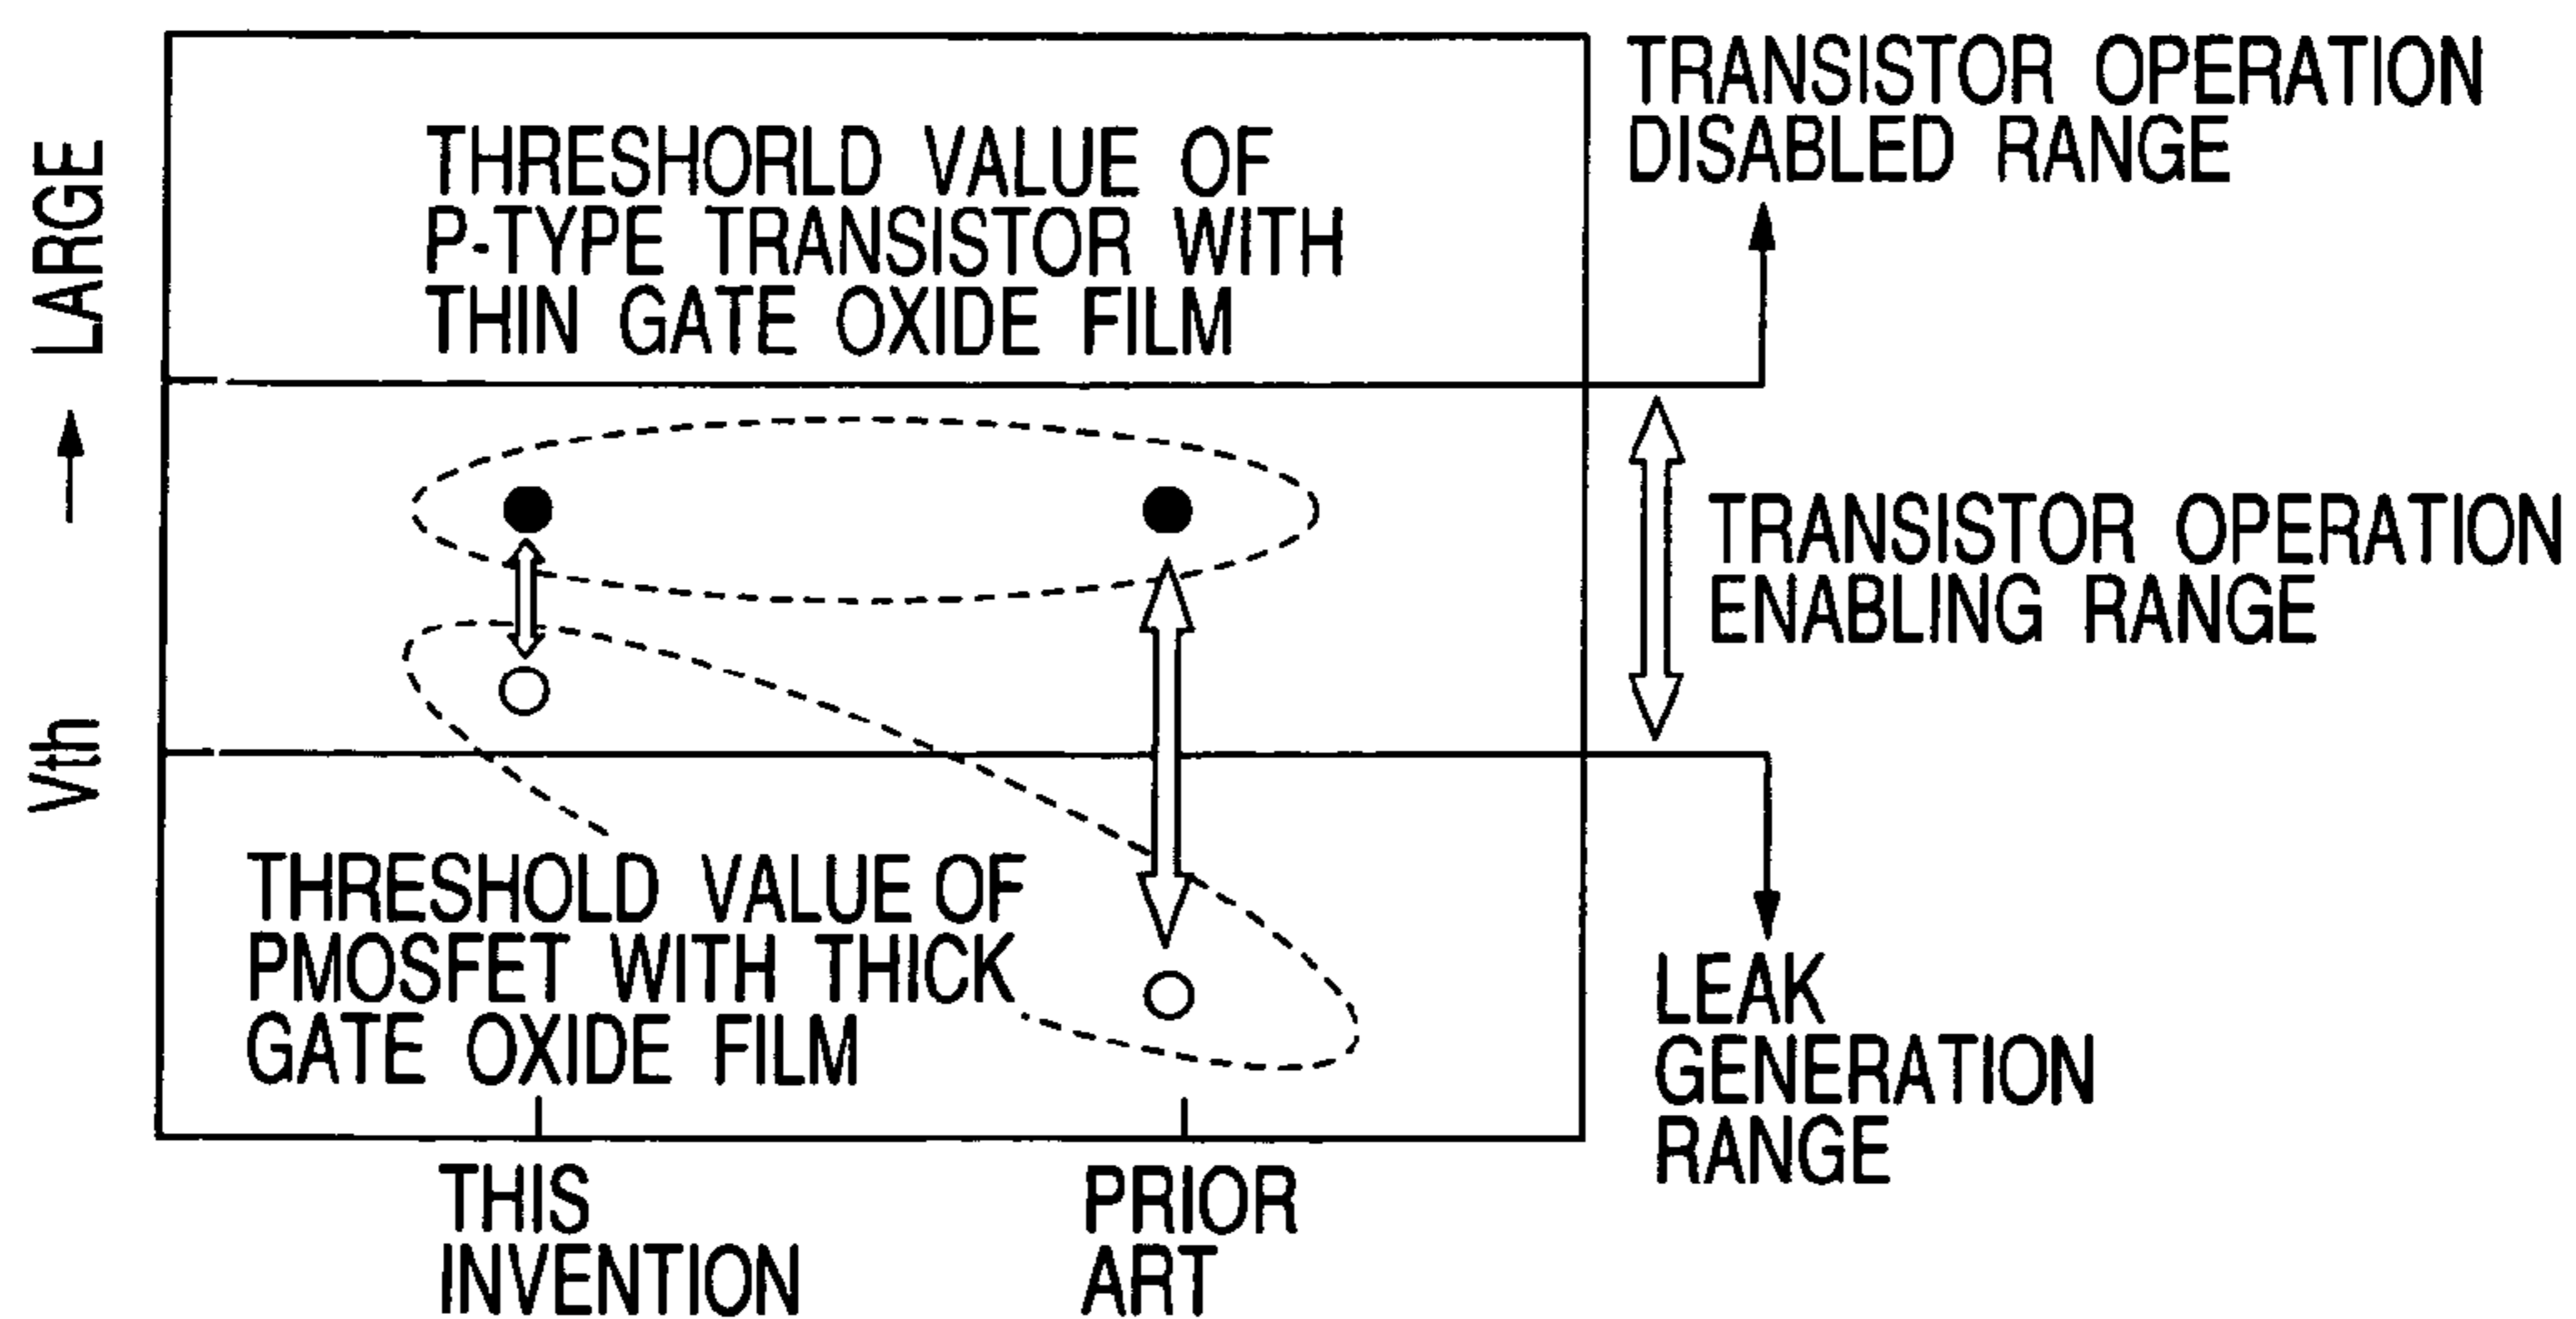 TRANSISTOR OPERATION
DISABLED RANGE
THRESHORLD VALUE OF
P-TYPE TRANSISTOR WITH
THIN GATE OXIDE FILM
LARGE
TRANSISTOR OPERATION
ENABLING RANGE
Vth
THRESHOLD VALUE OF
PMOSFET WITH THICK
GATE OXIDE FILM
LEAK
GENERATION
RANGE
THIS
INVENTION
PRIOR
ART